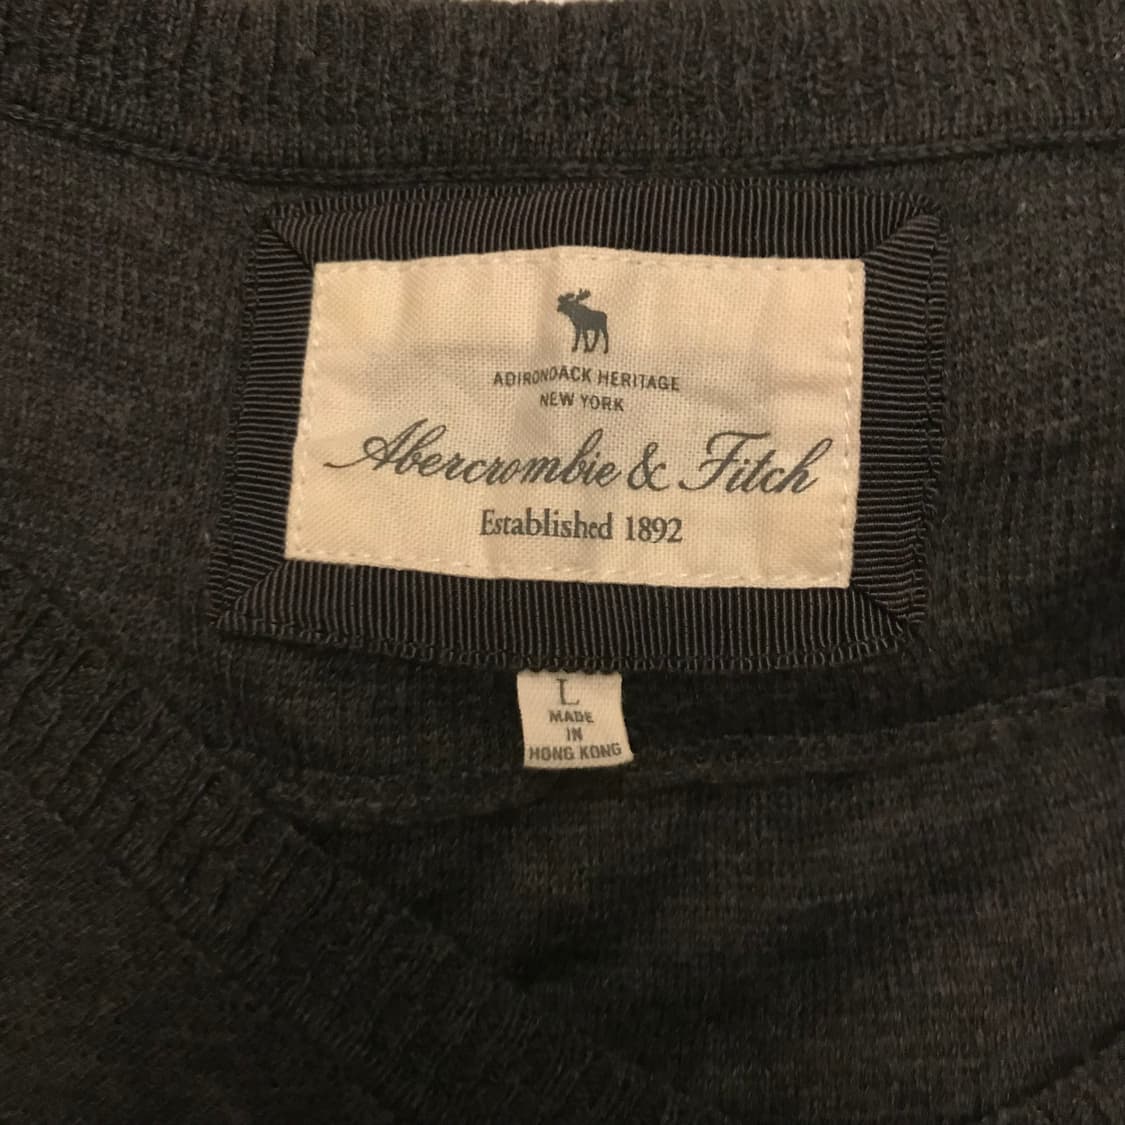 ADIRONDACK HERITAGE
NEW YORK
Abercrombie & Fitch
Established 1892
L
MADE
IN
HONG KONG